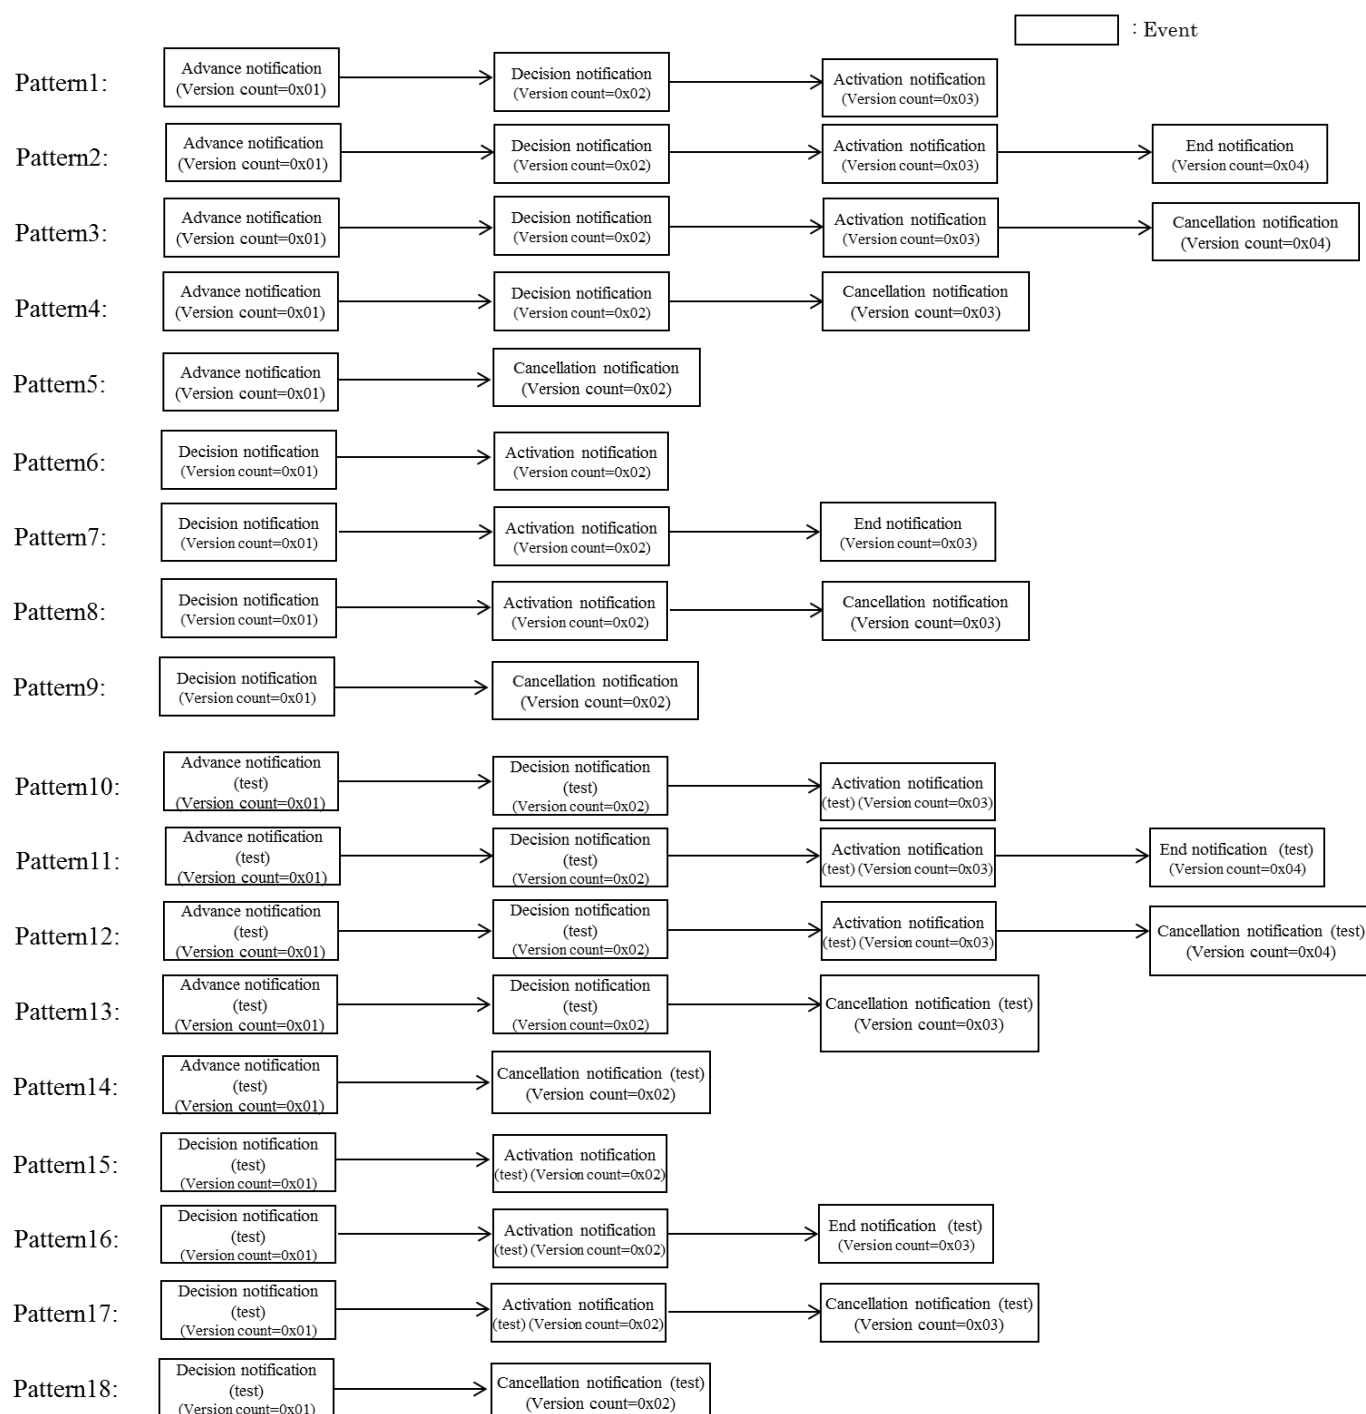 : Event
Pattern1:
Advance notification
(Version count=0x01)
Decision notification
(Version count=0x02)
Activation notification
(Version count=0x03)
Pattern2:
Advance notification
(Version count=0x01)
Decision notification
(Version count=0x02)
Activation notification
(Version count=0x03)
End notification
(Version count=0x04)
Pattern3:
Advance notification
(Version count=0x01)
Decision notification
(Version count=0x02)
Activation notification
(Version count=0x03)
Cancellation notification
(Version count=0x04)
Pattern4:
Advance notification
(Version count=0x01)
Decision notification
(Version count=0x02)
Cancellation notification
(Version count=0x03)
Pattern5:
Advance notification
(Version count=0x01)
Cancellation notification
(Version count=0x02)
Pattern6:
Decision notification
(Version count=0x01)
Activation notification
(Version count=0x02)
Pattern7:
Decision notification
(Version count=0x01)
Activation notification
(Version count=0x02)
End notification
(Version count=0x03)
Pattern8:
Decision notification
(Version count=0x01)
Activation notification
(Version count=0x02)
Cancellation notification
(Version count=0x03)
Pattern9:
Decision notification
(Version count=0x01)
Cancellation notification
(Version count=0x02)
Pattern10:
Advance notification
(test)
(Version count=0x01)
Decision notification
(test)
(Version count=0x02)
Activation notification
(test) (Version count=0x03)
Pattern11:
Advance notification
(test)
(Version count=0x01)
Decision notification
(test)
(Version count=0x02)
Activation notification
(test) (Version count=0x03)
End notification (test)
(Version count=0x04)
Pattern12:
Advance notification
(test)
(Version count=0x01)
Decision notification
(test)
(Version count=0x02)
Activation notification
(test) (Version count=0x03)
Cancellation notification (test)
(Version count=0x04)
Pattern13:
Advance notification
(test)
(Version count=0x01)
Decision notification
(test)
(Version count=0x02)
Cancellation notification (test)
(Version count=0x03)
Pattern14:
Advance notification
(test)
(Version count=0x01)
Cancellation notification (test)
(Version count=0x02)
Pattern15:
Decision notification
(test)
(Version count=0x01)
Activation notification
(test) (Version count=0x02)
Pattern16:
Decision notification
(test)
(Version count=0x01)
Activation notification
(test) (Version count=0x02)
End notification (test)
(Version count=0x03)
Pattern17:
Decision notification
(test)
(Version count=0x01)
Activation notification
(test) (Version count=0x02)
Cancellation notification (test)
(Version count=0x03)
Pattern18:
Decision notification
(test)
(Version count=0x01)
Cancellation notification (test)
(Version count=0x02)